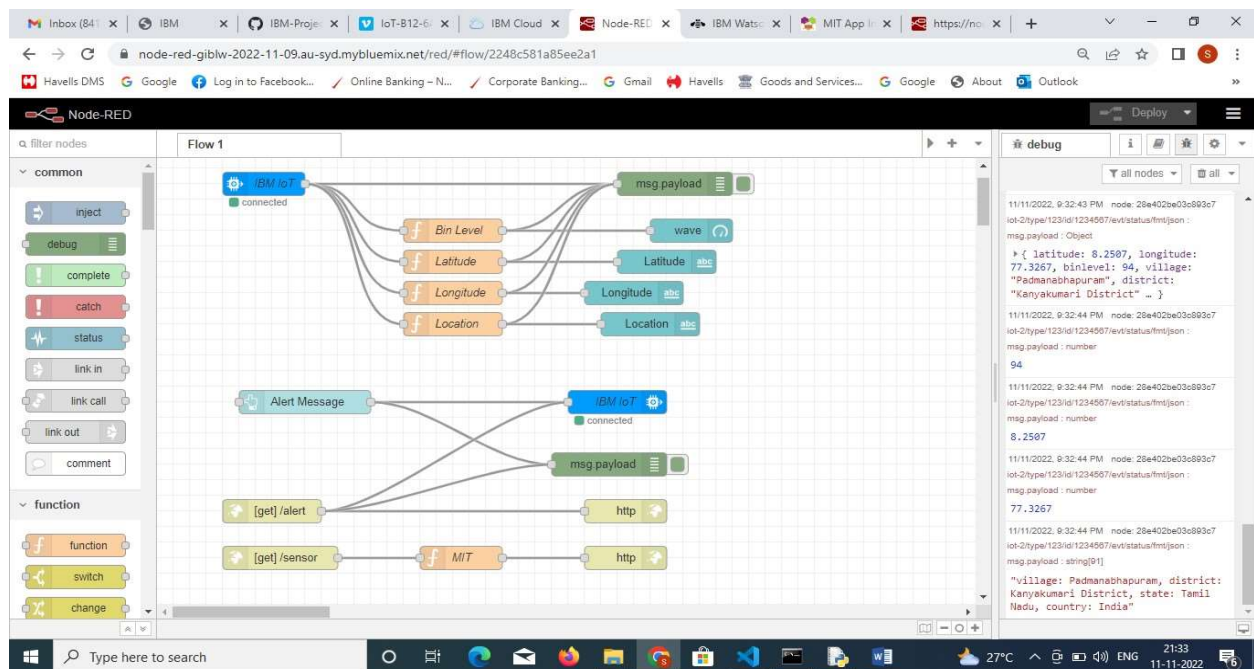 Inbox (841
IBM
IBM-Projec
IoT-B12-6
IBM Cloud
Node-RED
IBM Watso
MIT App In
https://no
node-red-giblw-2022-11-09.au-syd.mybluemix.net/red/#flow/2248c581a85ee2a1
S
Havells DMS
Google
Log in to Facebook...
Online Banking – N...
Corporate Banking...
Gmail
Havells
Goods and Services...
Google
About
Outlook
»
Node-RED
Deploy
filter nodes
Flow 1
debug
i
all nodes
all
common
inject
debug
complete
catch
status
link in
link call
link out
comment
function
function
switch
change
IBM IoT
connected
msg.payload
f Bin Level
wave
f Latitude
Latitude abc
f Longitude
Longitude abc
f Location
Location abc
Alert Message
IBM IoT
connected
msg.payload
[get] /alert
http
[get] /sensor
f MIT
http
11/11/2022, 9:32:43 PM node: 28e402be03c893c7
iot-2/type/123/id/1234567/evt/status/fmt/json :
msg.payload : Object
{ latitude: 8.2507, longitude:
77.3267, binlevel: 94, village:
"Padmanabhapuram", district:
"Kanyakumari District" … }
11/11/2022, 9:32:44 PM node: 28e402be03c893c7
iot-2/type/123/id/1234567/evt/status/fmt/json :
msg.payload : number
94
11/11/2022, 9:32:44 PM node: 28e402be03c893c7
iot-2/type/123/id/1234567/evt/status/fmt/json :
msg.payload : number
8.2507
11/11/2022, 9:32:44 PM node: 28e402be03c893c7
iot-2/type/123/id/1234567/evt/status/fmt/json :
msg.payload : number
77.3267
11/11/2022, 9:32:44 PM node: 28e402be03c893c7
iot-2/type/123/id/1234567/evt/status/fmt/json :
msg.payload : string[91]
"village: Padmanabhapuram, district:
Kanyakumari District, state: Tamil
Nadu, country: India"
Type here to search
27°C
ENG
21:33
11-11-2022